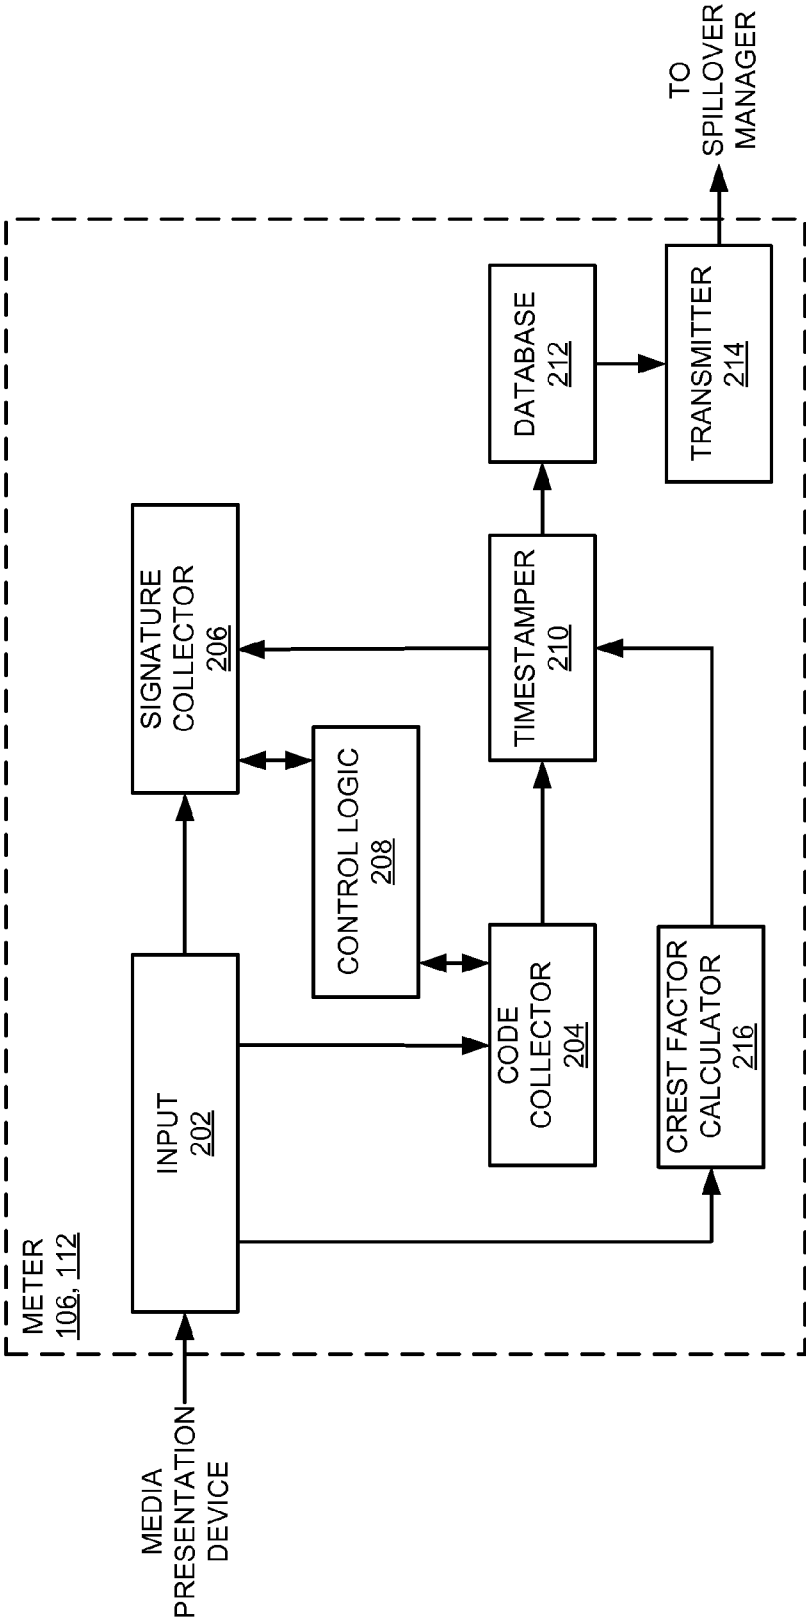 METER
106, 112
MEDIA
PRESENTATION
DEVICE
INPUT
202
SIGNATURE
COLLECTOR
206
CONTROL LOGIC
208
CODE
COLLECTOR
204
TIMESTAMPER
210
DATABASE
212
CREST FACTOR
CALCULATOR
216
TRANSMITTER
214
TO
SPILLOVER
MANAGER